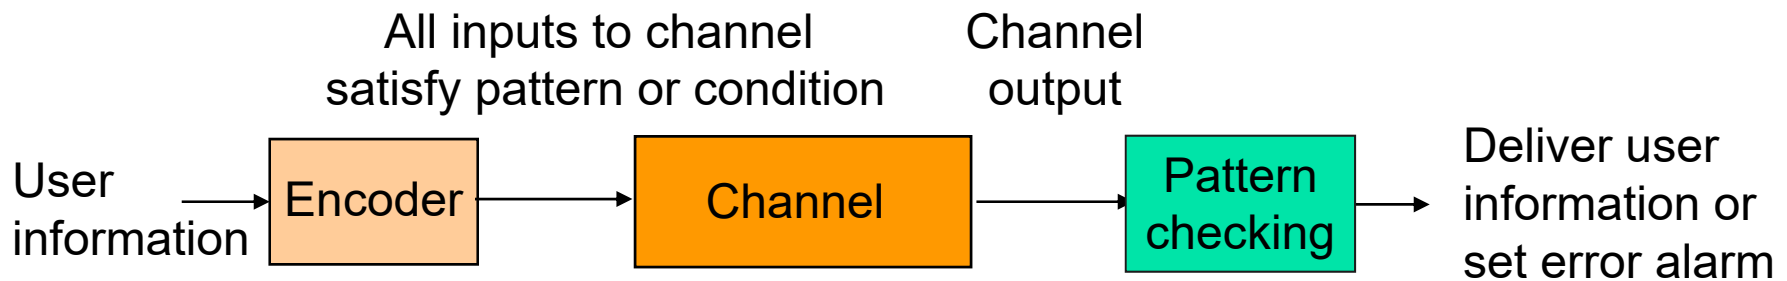 All inputs to channel
satisfy pattern or condition
Channel
output
User
information
Encoder
Channel
Pattern
checking
Deliver user
information or
set error alarm